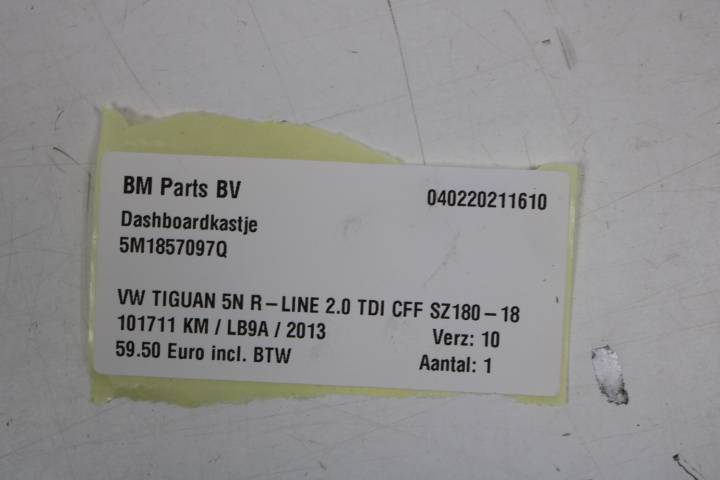 BM Parts BV 040220211610
Dashboardkastje
5M1857097Q
VW TIGUAN 5N R-LINE 2.0 TDI CFF SZ180-18
101711 KM / LB9A / 2013 Verz: 10
59.50 Euro incl. BTW Aantal: 1